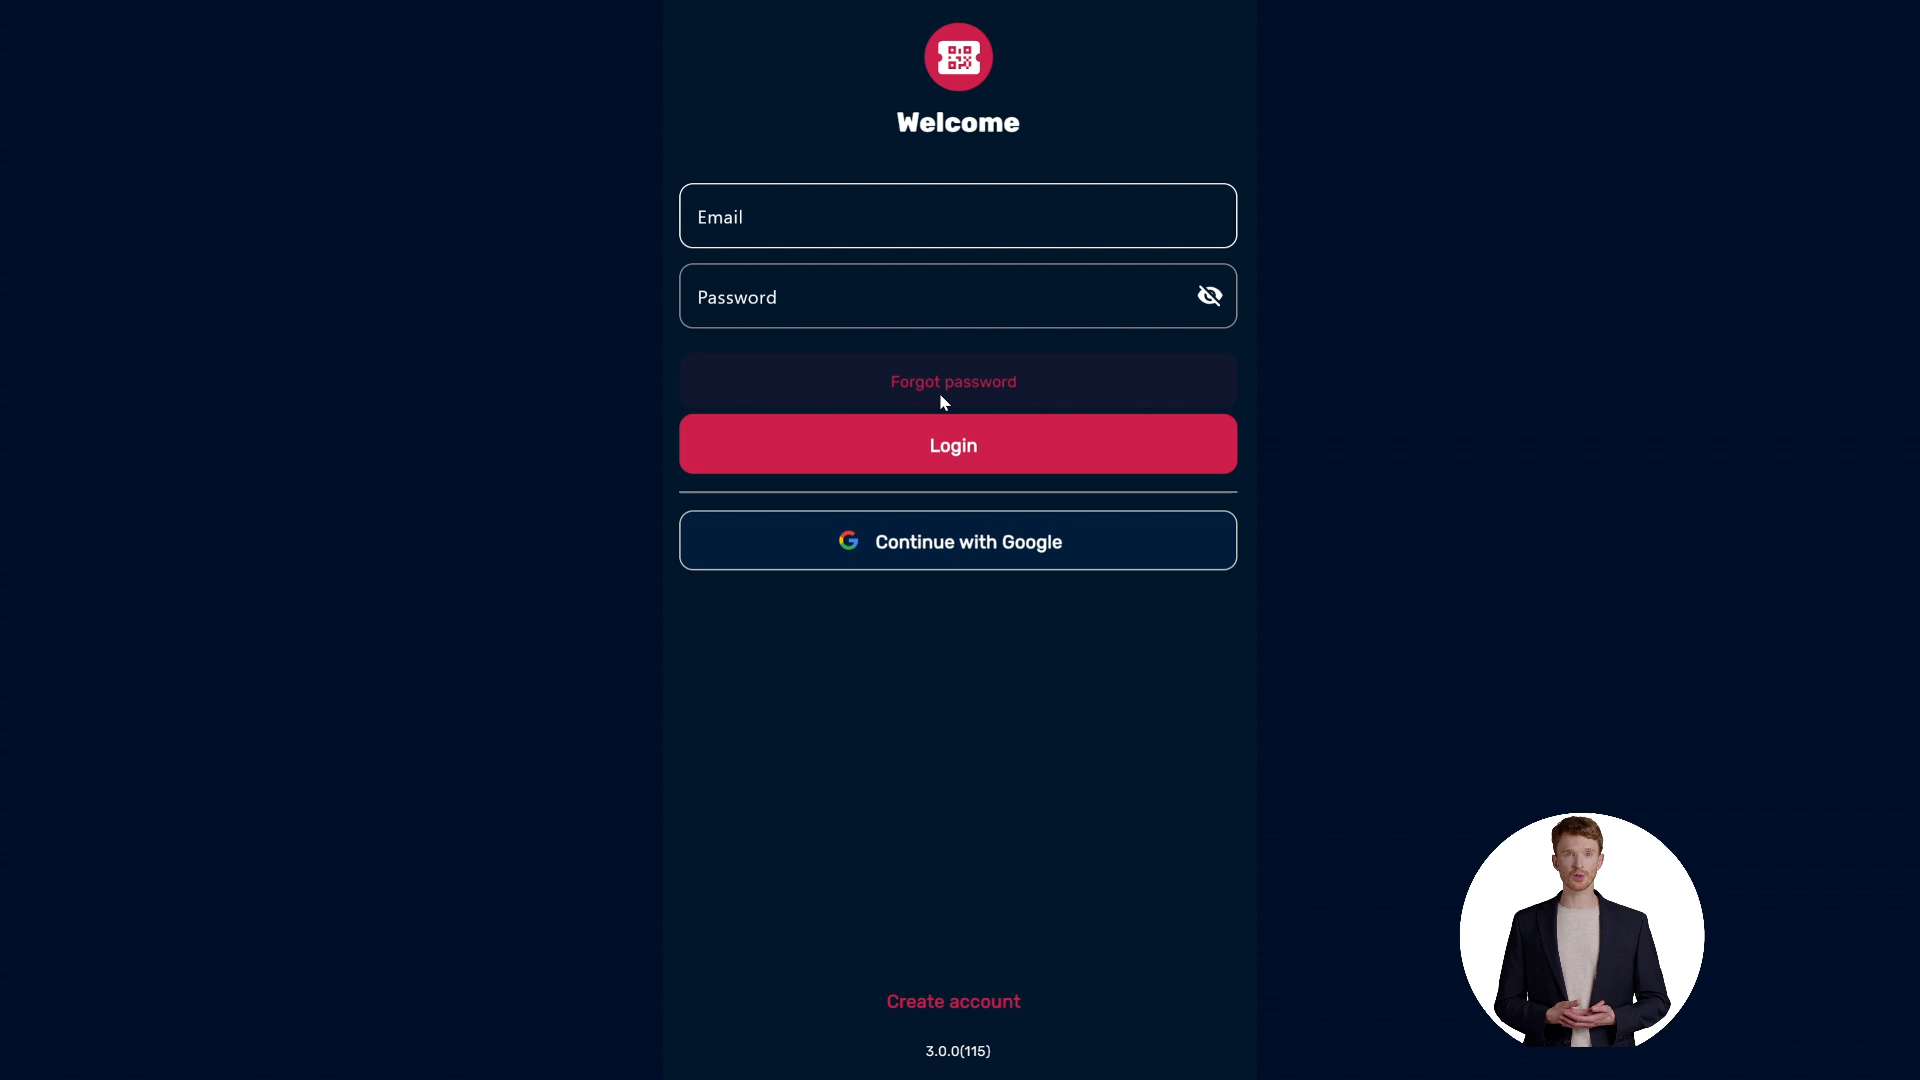 Welcome
Email
Password
Forgot password
Login
Continue with Google
Create account
3.0.0(115)